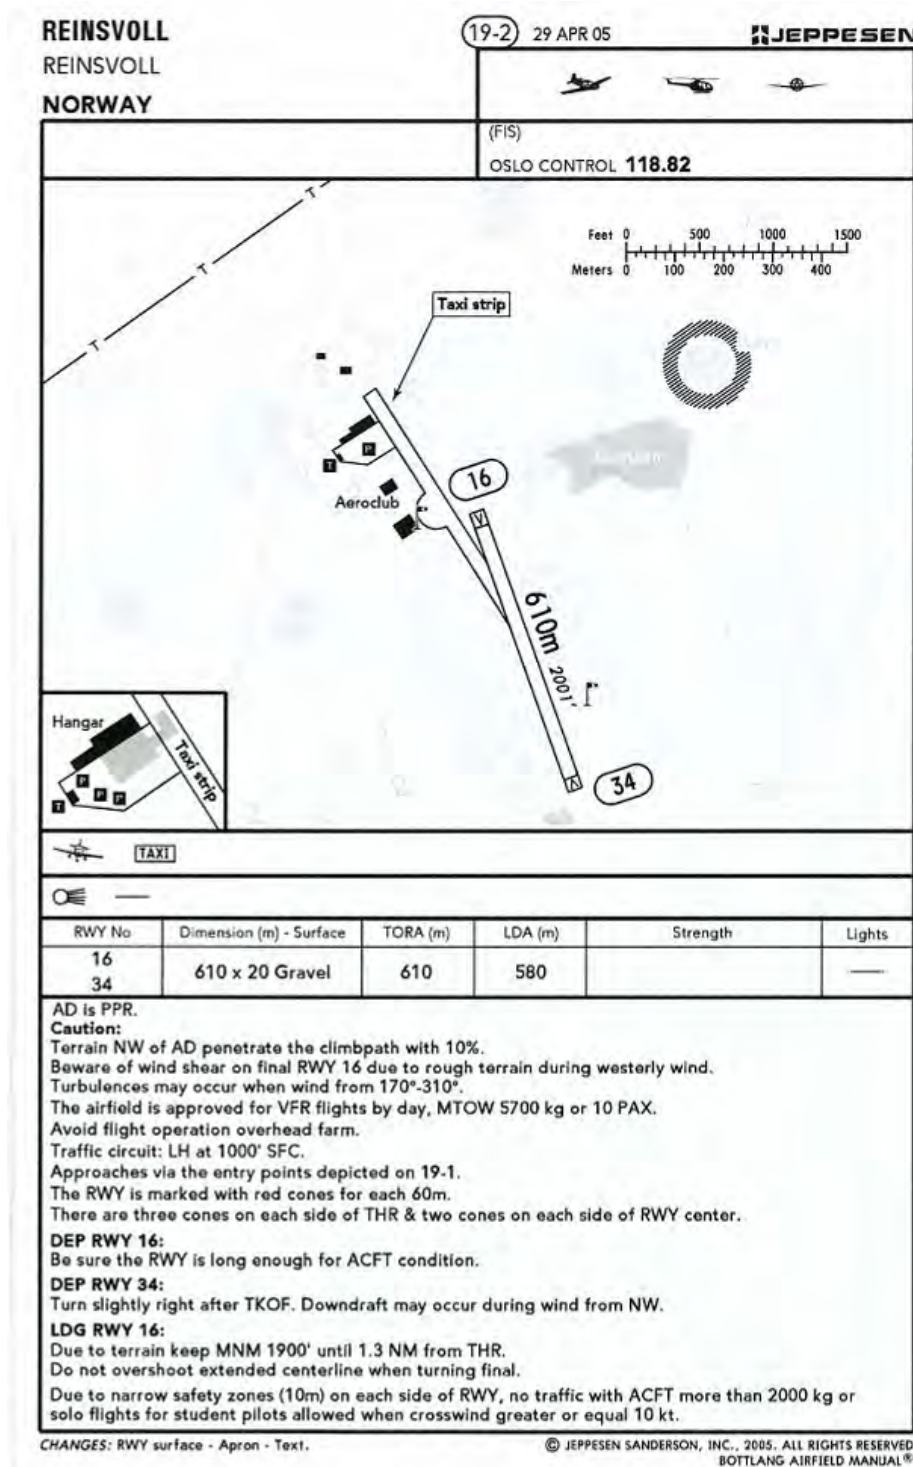 REINSVOLL
19-2 29 APR 05
JEPPESEN
REINSVOLL
NORWAY
(FIS)
OSLO CONTROL 118.82
T
T
T
Feet 0 500 1000 1500
Meters 0 100 200 300 400
Taxi strip
P
T
16
Aeroclub
610m 2001'
34
Hangar
Taxi strip
P
P P
T
TAXI
RWY No Dimension (m) - Surface TORA (m) LDA (m) Strength Lights
16
34
610 x 20 Gravel 610 580 —
AD is PPR.
Caution:
Terrain NW of AD penetrate the climbpath with 10%.
Beware of wind shear on final RWY 16 due to rough terrain during westerly wind.
Turbulences may occur when wind from 170°-310°.
The airfield is approved for VFR flights by day, MTOW 5700 kg or 10 PAX.
Avoid flight operation overhead farm.
Traffic circuit: LH at 1000' SFC.
Approaches via the entry points depicted on 19-1.
The RWY is marked with red cones for each 60m.
There are three cones on each side of THR & two cones on each side of RWY center.
DEP RWY 16:
Be sure the RWY is long enough for ACFT condition.
DEP RWY 34:
Turn slightly right after TKOF. Downdraft may occur during wind from NW.
LDG RWY 16:
Due to terrain keep MNM 1900' until 1.3 NM from THR.
Do not overshoot extended centerline when turning final.
Due to narrow safety zones (10m) on each side of RWY, no traffic with ACFT more than 2000 kg or
solo flights for student pilots allowed when crosswind greater or equal 10 kt.
CHANGES: RWY surface - Apron - Text.
© JEPPESEN SANDERSON, INC., 2005. ALL RIGHTS RESERVED
BOTTLANG AIRFIELD MANUAL®